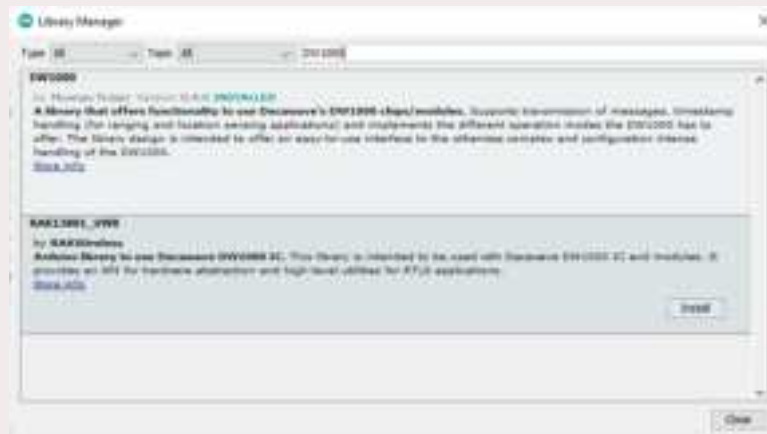 Library Manager
Type All Topic All DW1000
DW1000
by Version INSTALLED
A library that offers functionality to use Decawave's DW1000 chips/modules. Supports transmission of messages, timestamp
handling (for ranging and location sensing applications) and implements the different operation modes the DW1000 has to
offer. The library design is intended to offer an easy-to-use interface to the otherwise complex and configuration intense
handling of the DW1000.
More info
RAK13801_UWB
by RAKWireless
Arduino library to use Decawave DW1000 IC. This library is intended to be used with Decawave DW1000 IC and modules. It
provides an API for hardware abstraction and high level utilities for RTLS applications.
More info
Install
Close